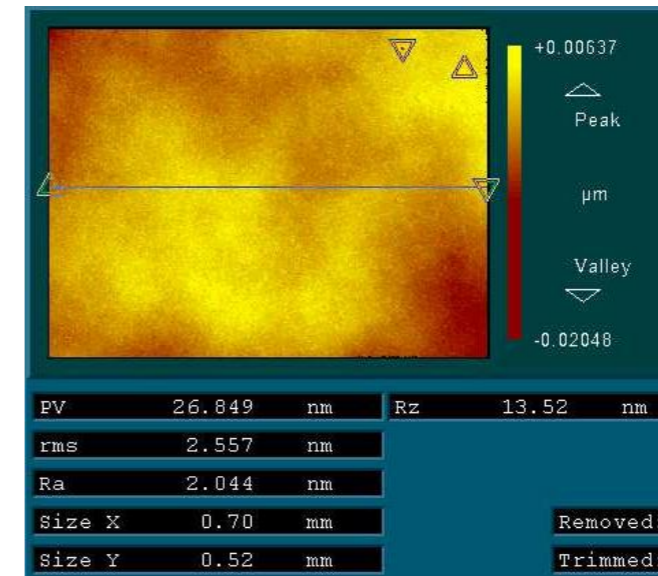 +0.00637
Peak
µm
Valley
-0.02048
PV 26.849 nm Rz 13.52 nm
rms 2.557 nm
Ra 2.044 nm
Size X 0.70 mm Removed:
Size Y 0.52 mm Trimmed: